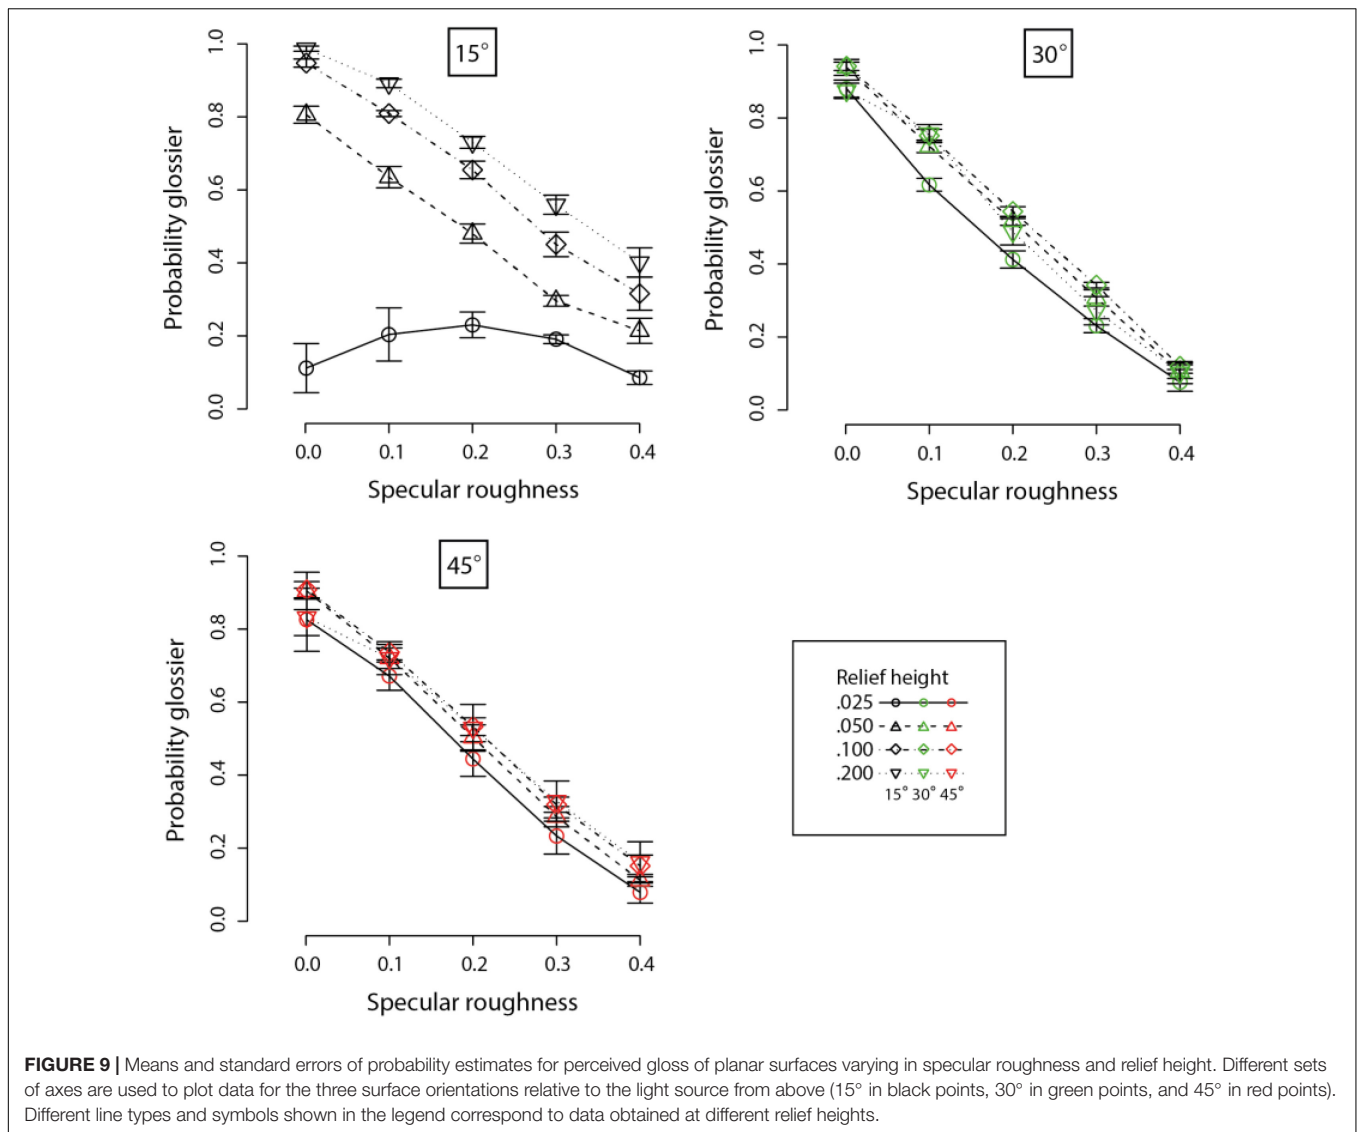 15°
1.0
0.8
0.6
0.4
0.2
0.0
Probability glossier
0.0 0.1 0.2 0.3 0.4
Specular roughness
30°
1.0
0.8
0.6
0.4
0.2
0.0
Probability glossier
0.0 0.1 0.2 0.3 0.4
Specular roughness
45°
1.0
0.8
0.6
0.4
0.2
0.0
Probability glossier
0.0 0.1 0.2 0.3 0.4
Specular roughness
Relief height
.025
.050
.100
.200
15° 30° 45°
FIGURE 9 | Means and standard errors of probability estimates for perceived gloss of planar surfaces varying in specular roughness and relief height. Different sets
of axes are used to plot data for the three surface orientations relative to the light source from above (15° in black points, 30° in green points, and 45° in red points).
Different line types and symbols shown in the legend correspond to data obtained at different relief heights.